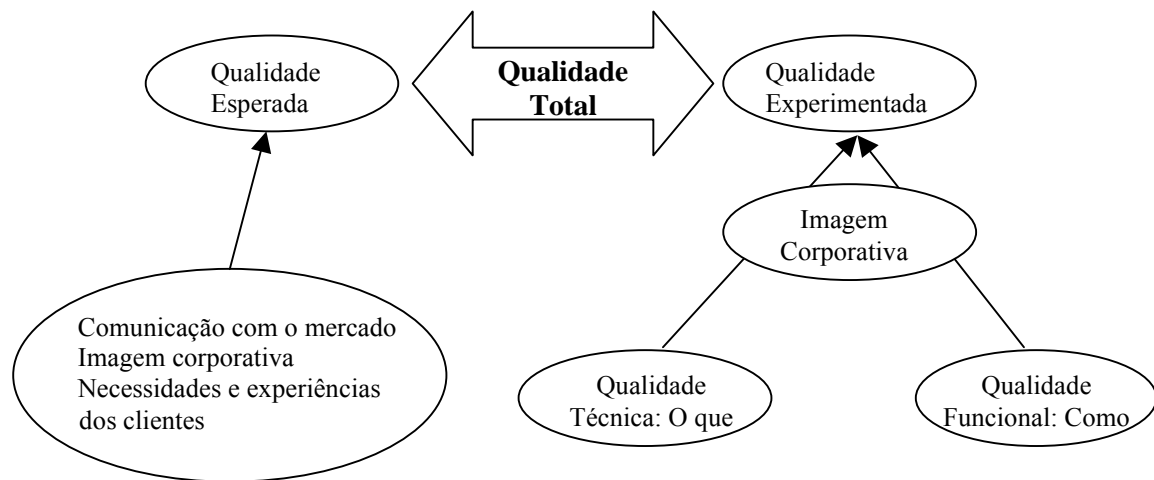 Qualidade
Esperada
Qualidade
Total
Qualidade
Experimentada
Imagem
Corporativa
Comunicação com o mercado
Imagem corporativa
Necessidades e experiências
dos clientes
Qualidade
Técnica: O que
Qualidade
Funcional: Como